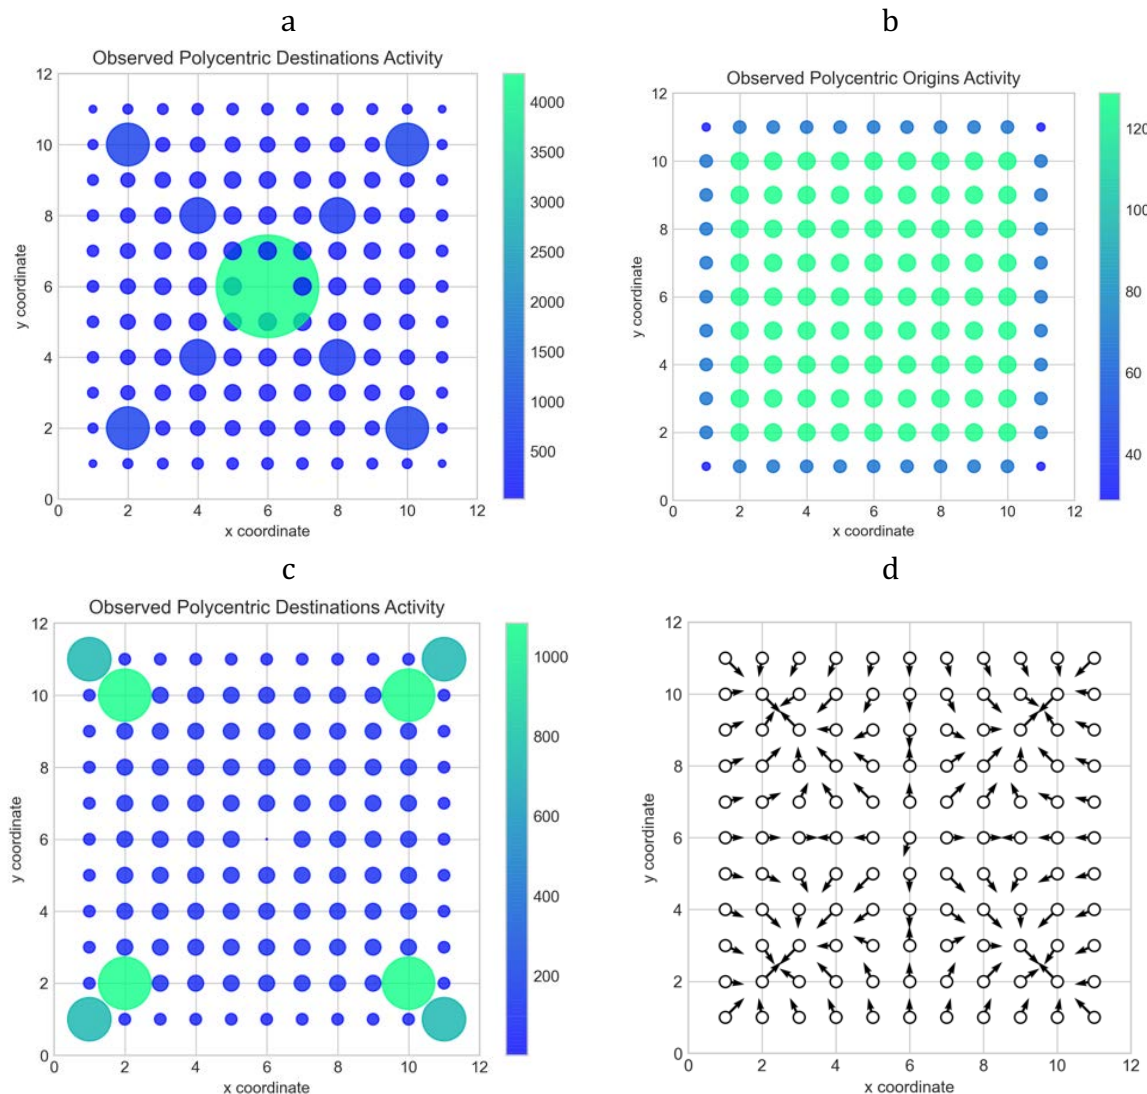 a
Observed Polycentric Destinations Activity
12
10
8
6
4
2
0
y coordinate
0 2 4 6 8 10 12
x coordinate
4000
3500
3000
2500
2000
1500
1000
500
b
Observed Polycentric Origins Activity
12
10
8
6
4
2
0
y coordinate
0 2 4 6 8 10 12
x coordinate
120
100
80
60
40
c
Observed Polycentric Destinations Activity
12
10
8
6
4
2
0
y coordinate
0 2 4 6 8 10 12
x coordinate
1000
800
600
400
200
d
12
10
8
6
4
2
0
y coordinate
0 2 4 6 8 10 12
x coordinate